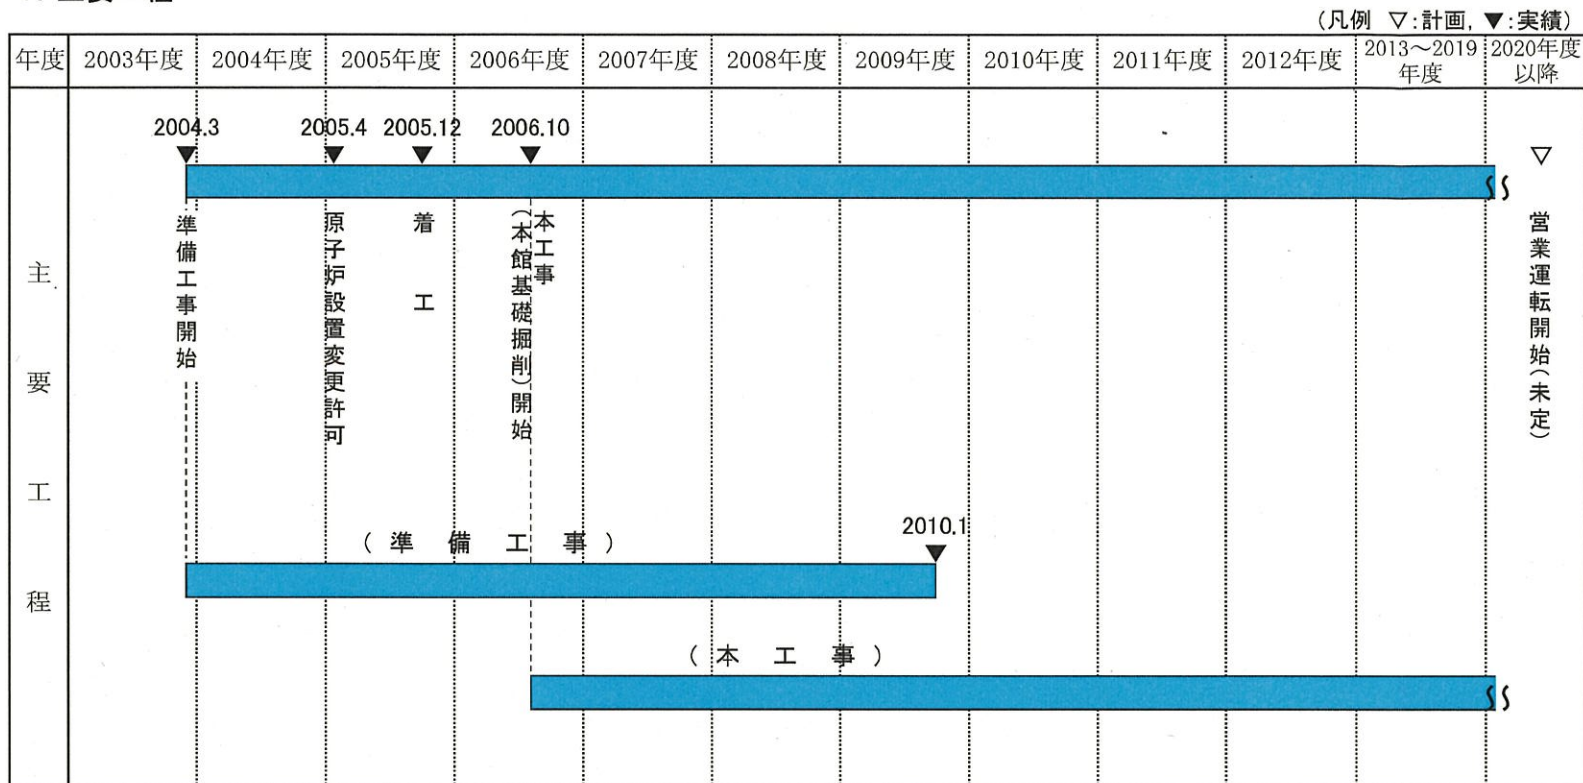 (凡例 ▽:計画, ▼:実績)
年度 2003年度 2004年度 2005年度 2006年度 2007年度 2008年度 2009年度 2010年度 2011年度 2012年度 2013～2019年度 2020年度以降
主要工程
2004.3 2005.4 2005.12 2006.10
▼ ▼ ▼ ▼ ▽
準備工事開始
原子炉設置変更許可
着工
本工事
(本館基礎掘削)開始
営業運転開始(未定)
2010.1
▼
(準備工事)
(本工事)